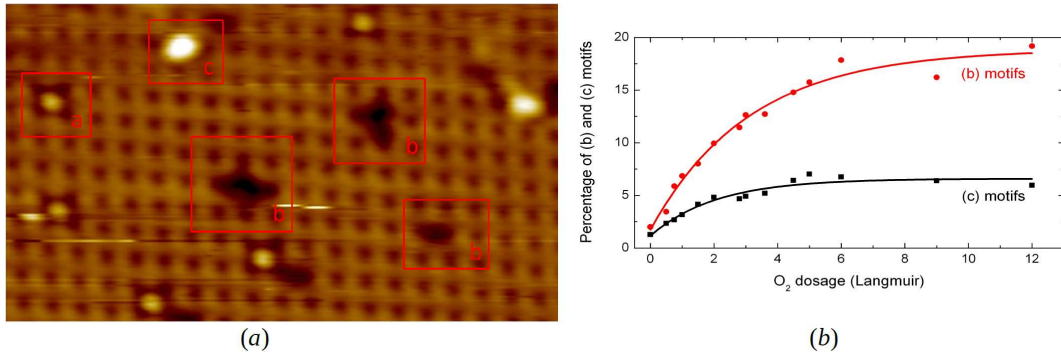 c
a
b
b
b
(a)
20
15
10
5
0
Percentage of (b) and (c) motifs
(b) motifs
(c) motifs
0 2 4 6 8 10 12
O₂ dosage (Langmuir)
(b)